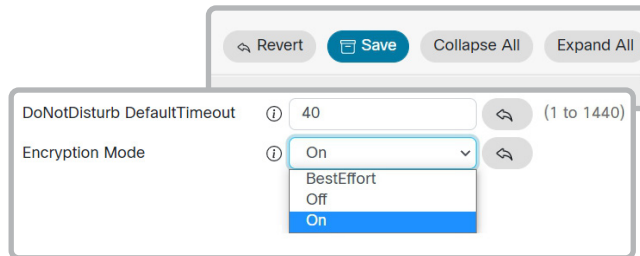 Revert Save Collapse All Expand All
DoNotDisturb DefaultTimeout 40 (1 to 1440)
Encryption Mode On
BestEffort
Off
On